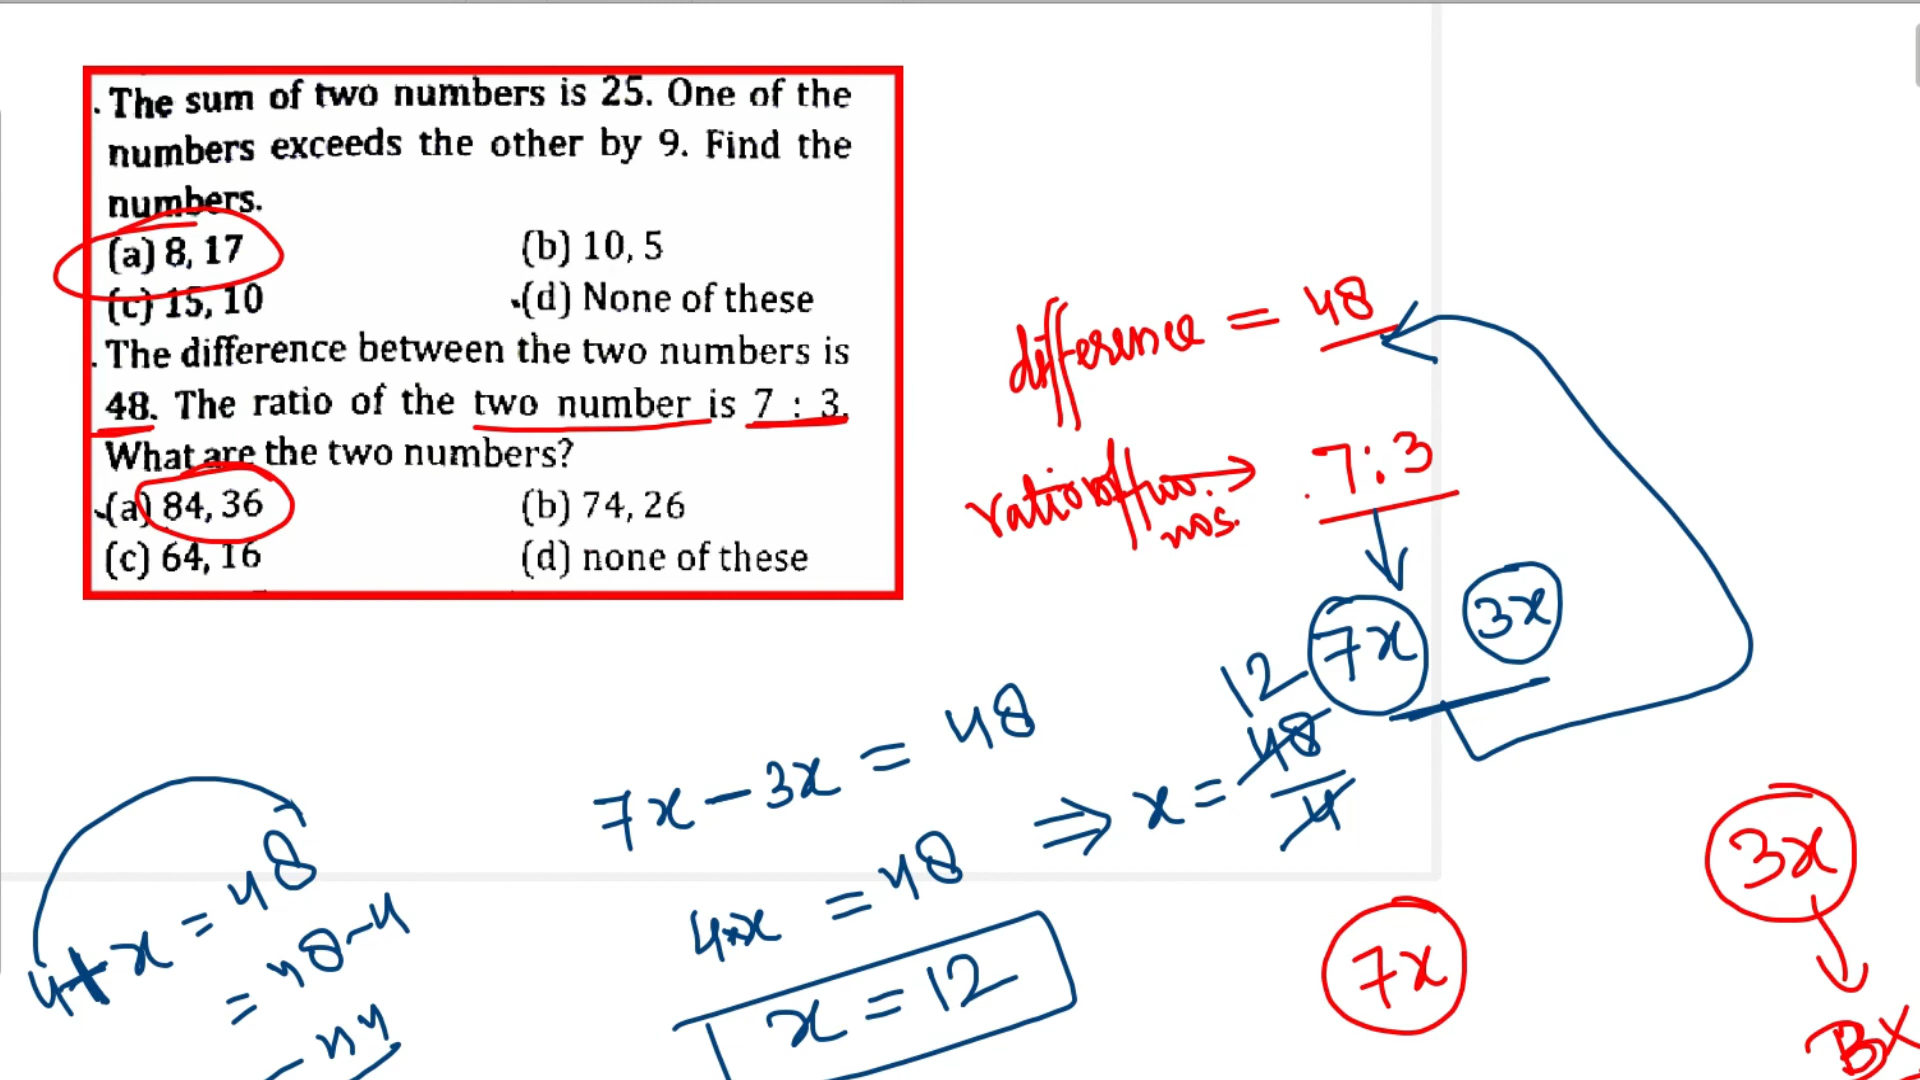 . The sum of two numbers is 25. One of the
numbers exceeds the other by 9. Find the
numbers.
(a) 8, 17 (b) 10, 5
(c) 15, 10 (d) None of these
. The difference between the two numbers is
48. The ratio of the two number is 7 : 3.
What are the two numbers?
(a) 84, 36 (b) 74, 26
(c) 64, 16 (d) none of these
difference = 48
ratio of two nos. → 7:3
7x 3x
7x - 3x = 48
⇒ x = 48/4 12
4*x = 48
x = 12
4+x = 48
= 48-4
= 44
7x
3x
3x